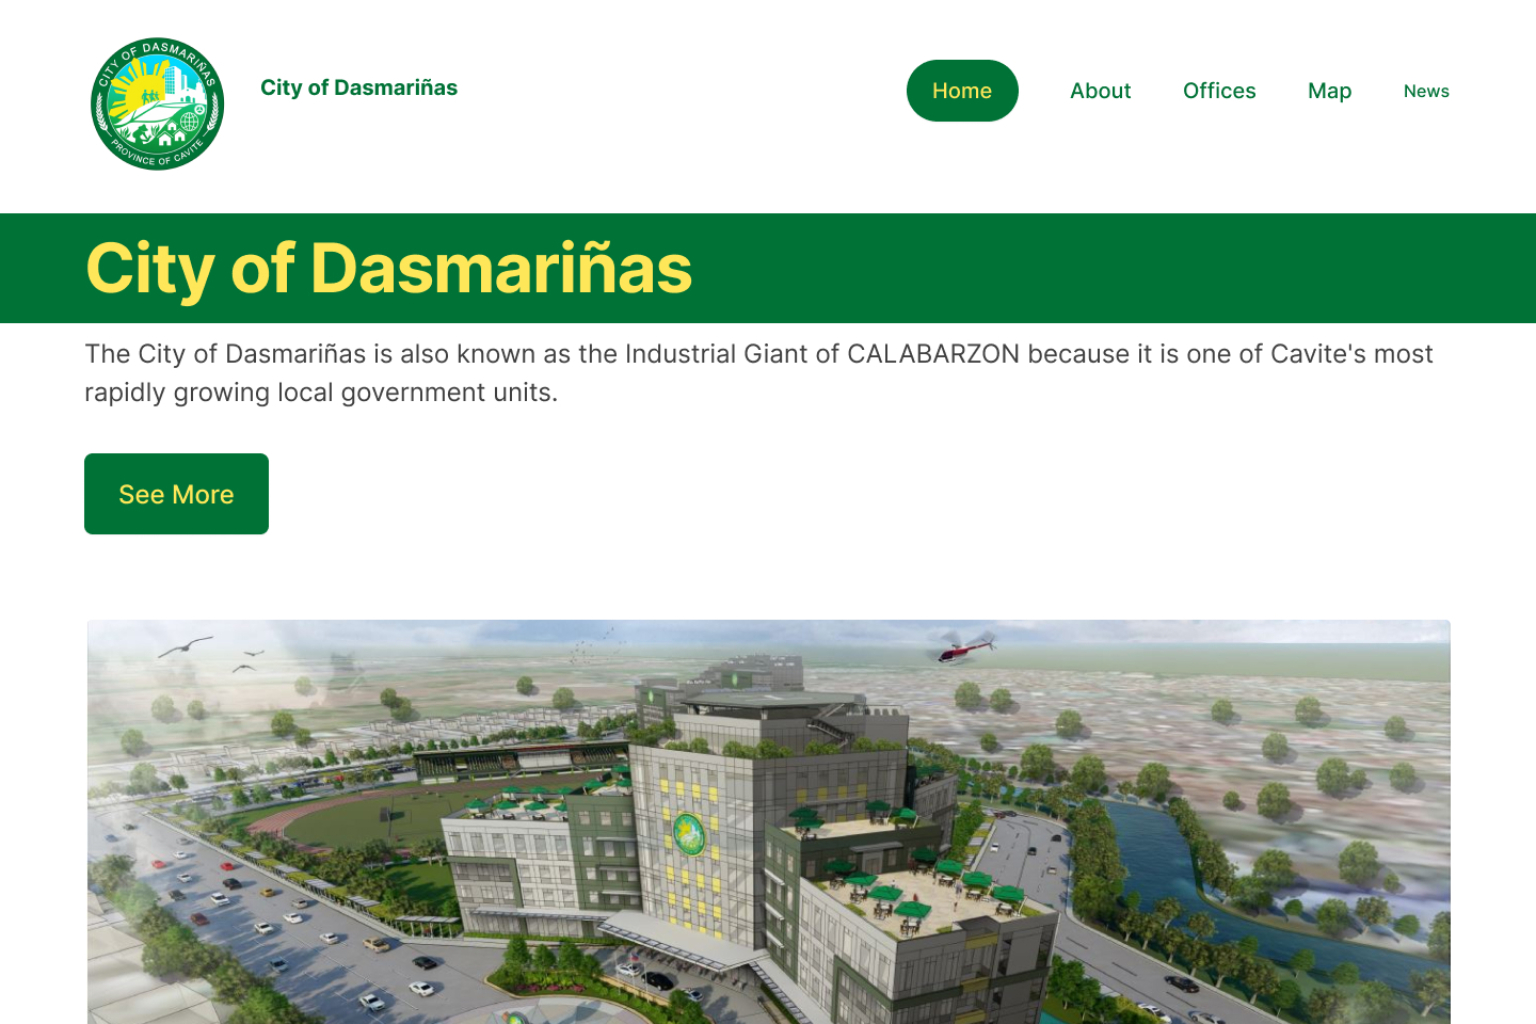 CITY OF DASMARIÑAS
PROVINCE OF CAVITE
City of Dasmariñas
Home
About
Offices
Map
News
City of Dasmariñas
The City of Dasmariñas is also known as the Industrial Giant of CALABARZON because it is one of Cavite's most
rapidly growing local government units.
See More